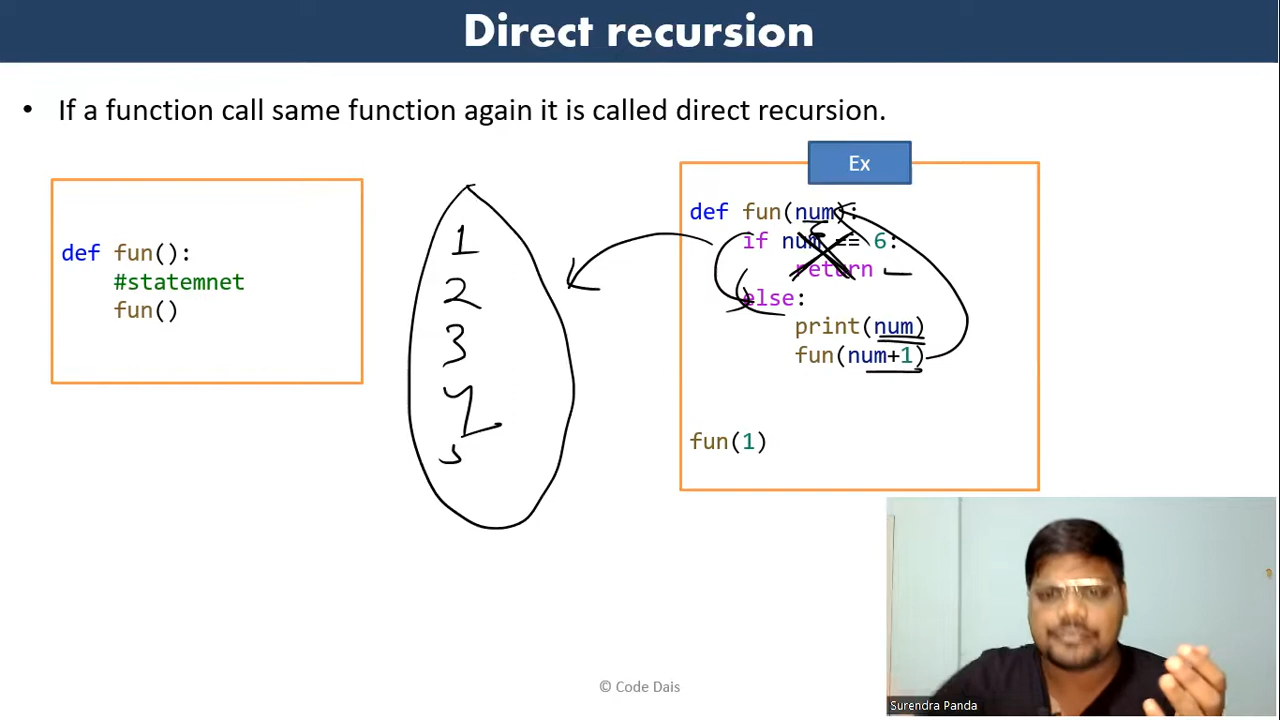 Direct recursion
• If a function call same function again it is called direct recursion.
def fun():
#statemnet
fun()
1
2
3
4
5
Ex
def fun(num):
if num == 6:
return
else:
print(num)
fun(num+1)
fun(1)
© Code Dais
Surendra Panda